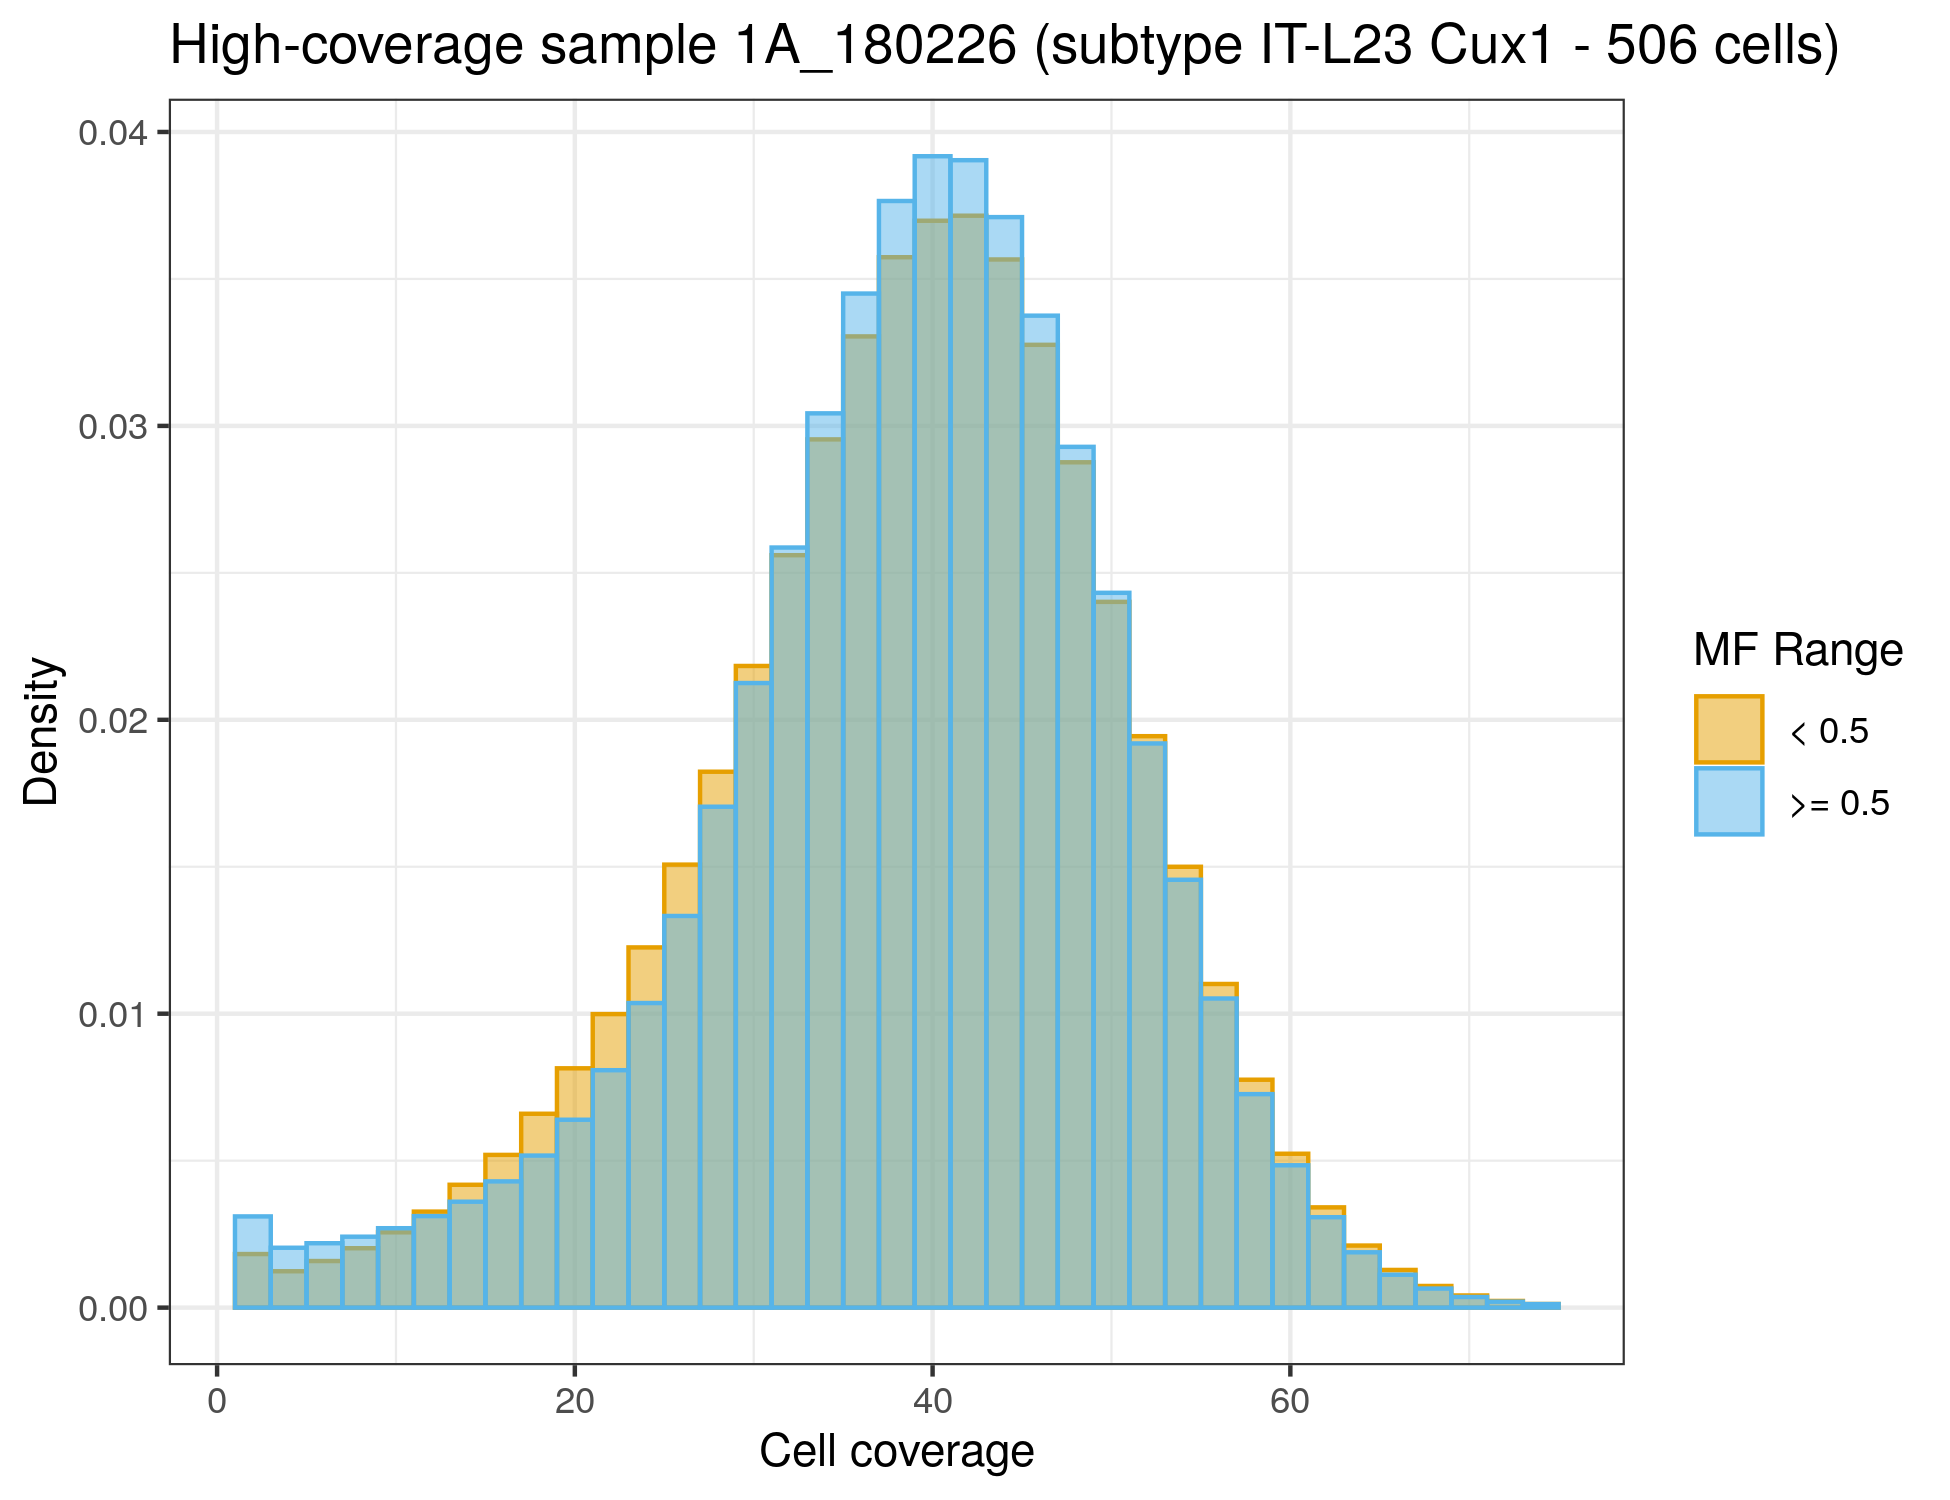 High-coverage sample 1A_180226 (subtype IT-L23 Cux1 - 506 cells)
0.04
0.03
0.02
0.01
0.00
Density
0
20
40
60
Cell coverage
MF Range
< 0.5
>= 0.5